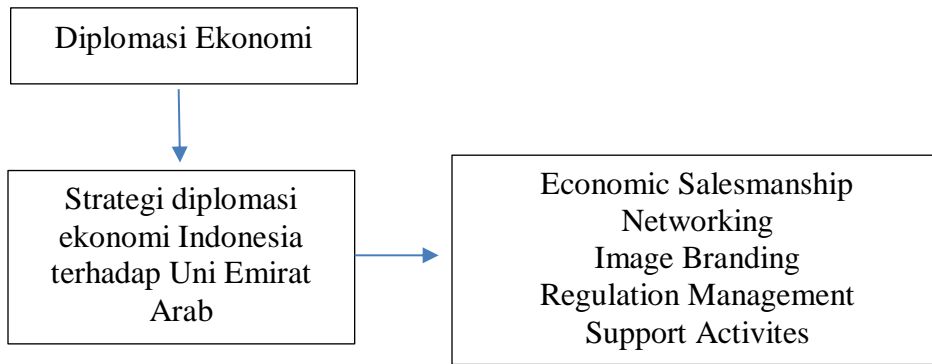 Diplomasi Ekonomi
Strategi diplomasi
ekonomi Indonesia
terhadap Uni Emirat
Arab
Economic Salesmanship
Networking
Image Branding
Regulation Management
Support Activites